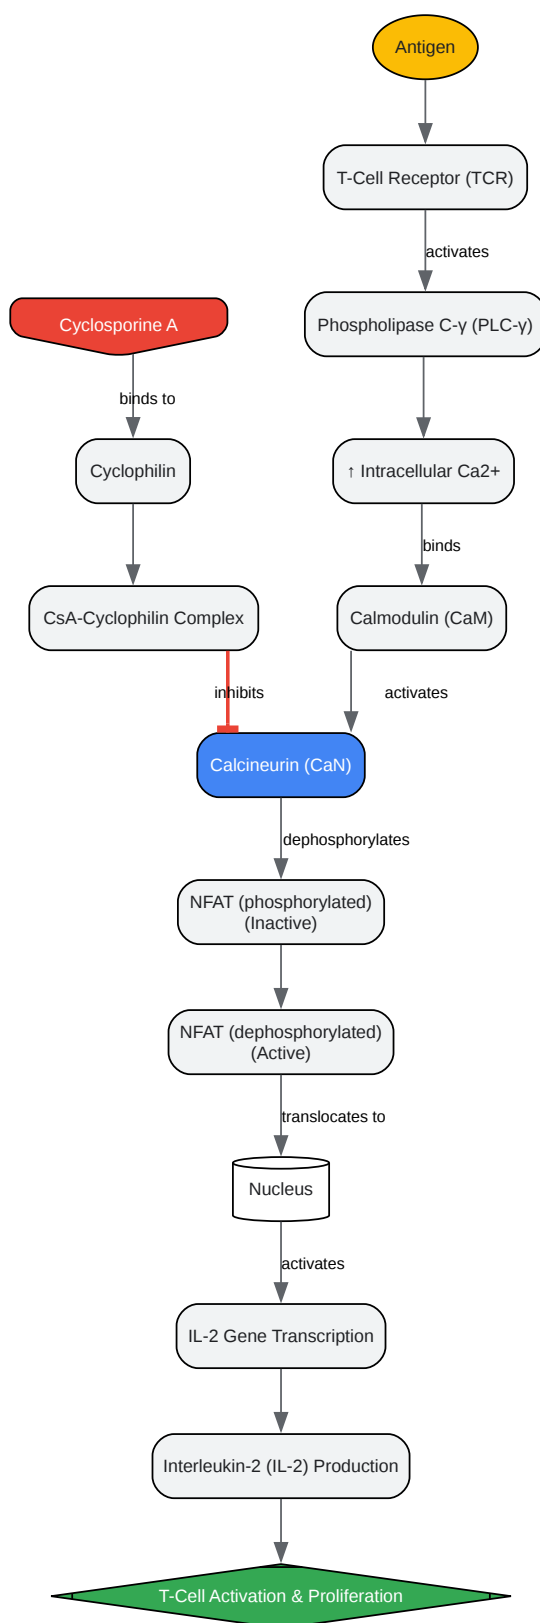 Antigen
T-Cell Receptor (TCR)
activates
Cyclosporine A
Phospholipase C-γ (PLC-γ)
binds to
Cyclophilin
↑ Intracellular Ca2+
binds
CsA-Cyclophilin Complex
Calmodulin (CaM)
inhibits
activates
Calcineurin (CaN)
dephosphorylates
NFAT (phosphorylated)
(Inactive)
NFAT (dephosphorylated)
(Active)
translocates to
Nucleus
activates
IL-2 Gene Transcription
Interleukin-2 (IL-2) Production
T-Cell Activation & Proliferation